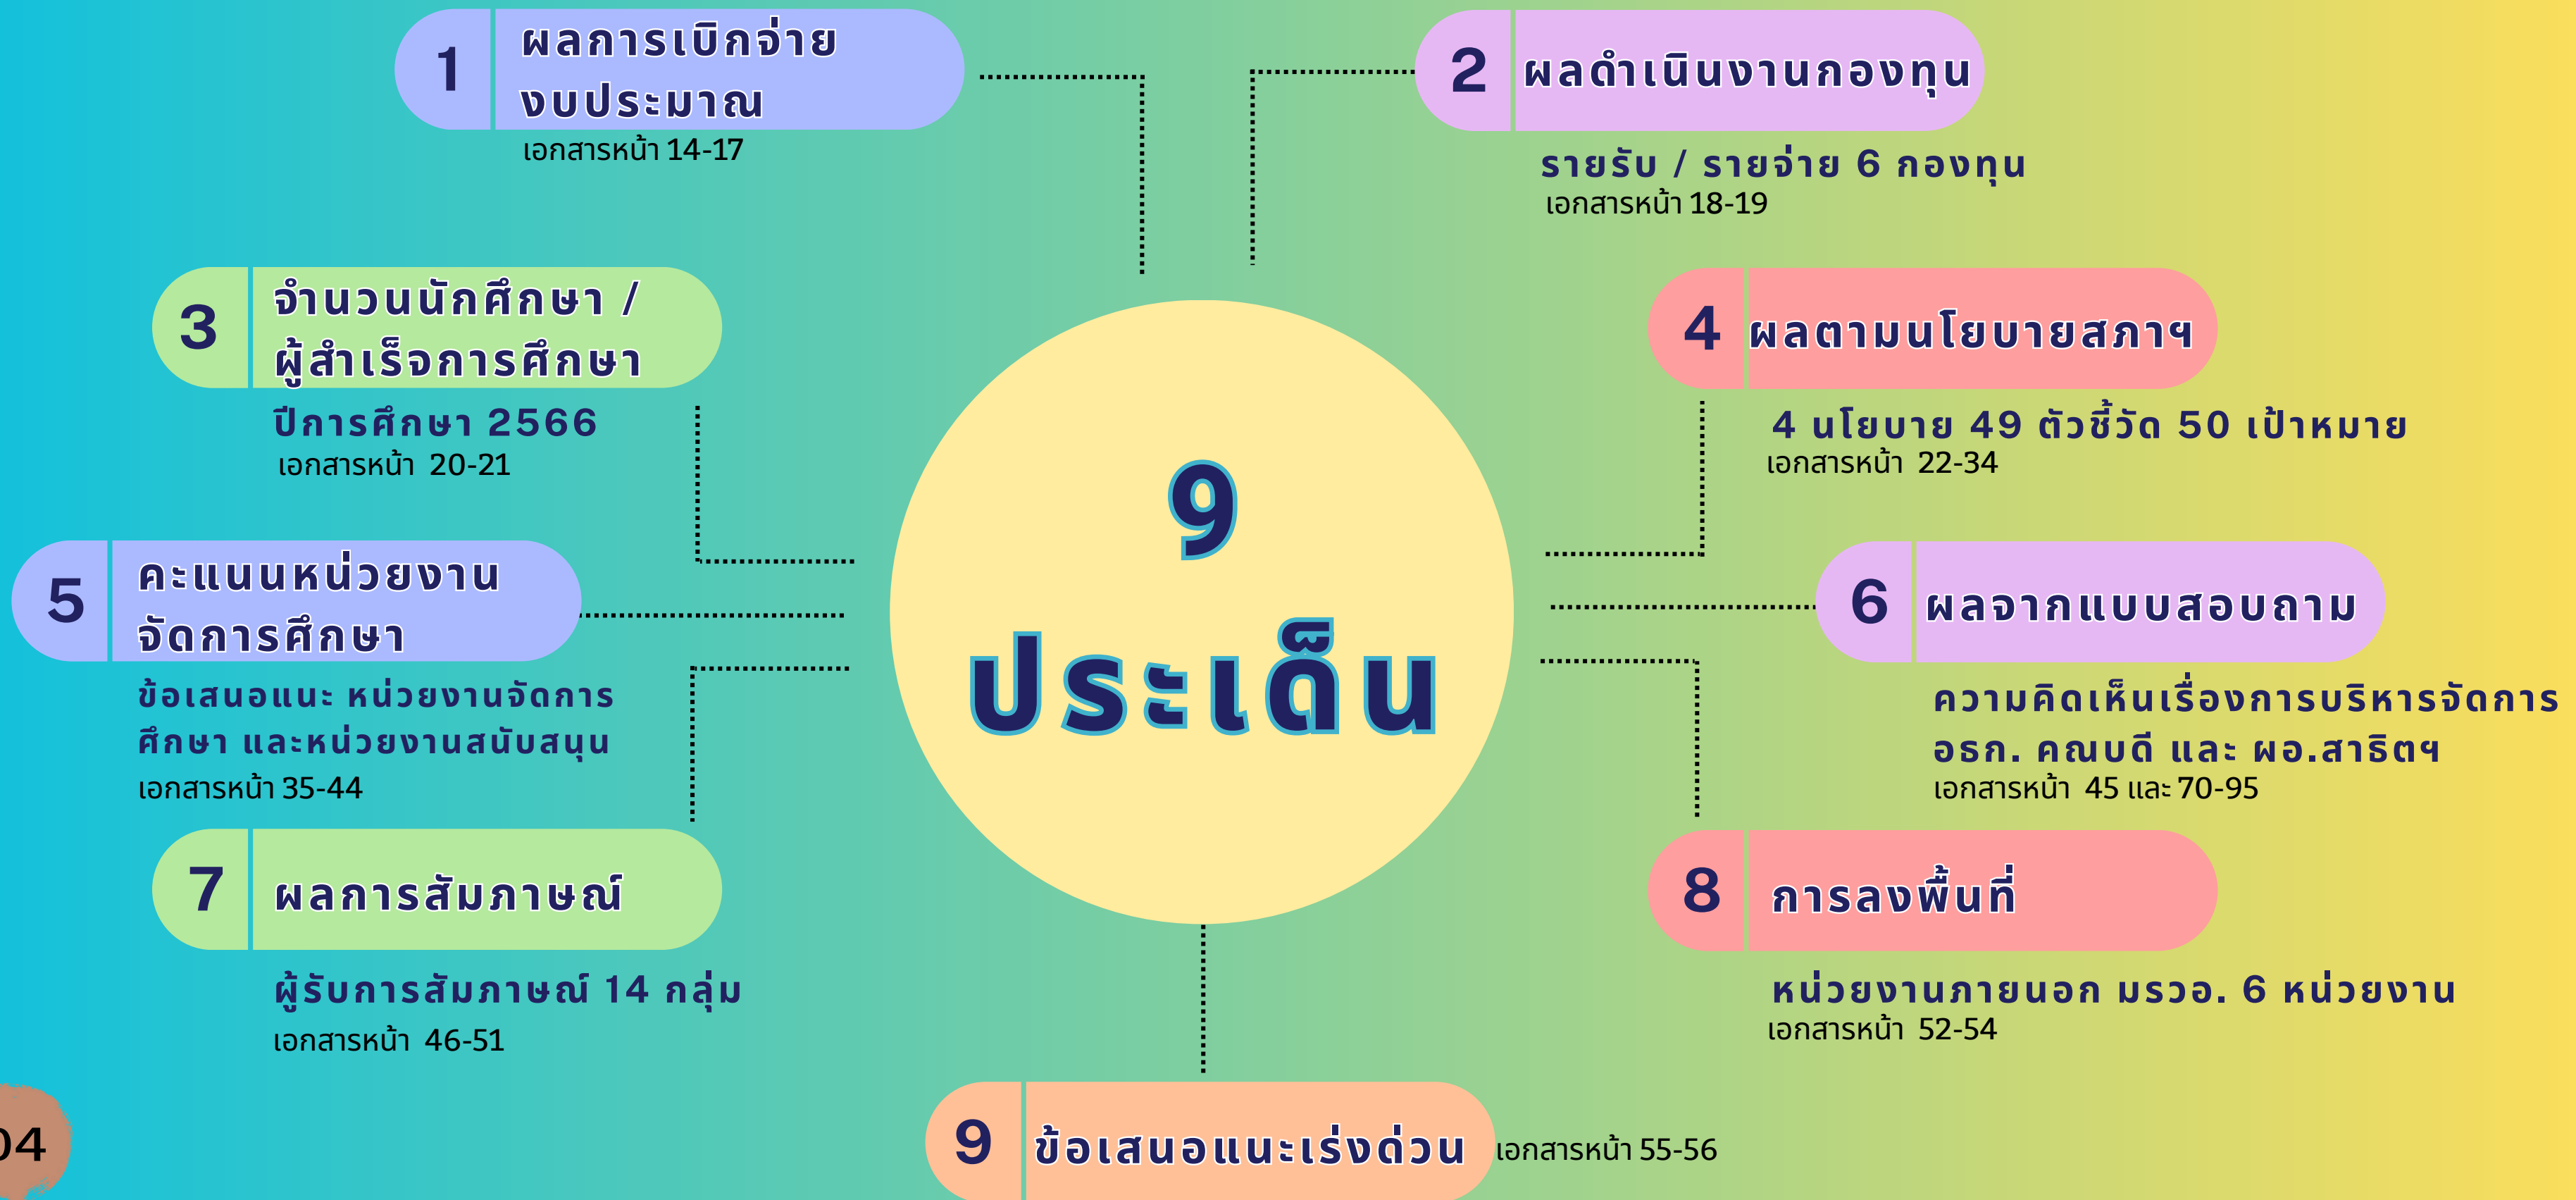 1
ผลการเบิกจ่าย
งบประมาณ
เอกสารหน้า 14-17
2
ผลดำเนินงานกองทุน
รายรับ / รายจ่าย 6 กองทุน
เอกสารหน้า 18-19
3
จำนวนนักศึกษา /
ผู้สำเร็จการศึกษา
ปีการศึกษา 2566
เอกสารหน้า 20-21
4
ผลตามนโยบายสภาฯ
4 นโยบาย 49 ตัวชี้วัด 50 เป้าหมาย
เอกสารหน้า 22-34
9
ประเด็น
5
คะแนนหน่วยงาน
จัดการศึกษา
ข้อเสนอแนะ หน่วยงานจัดการ
ศึกษา และหน่วยงานสนับสนุน
เอกสารหน้า 35-44
6
ผลจากแบบสอบถาม
ความคิดเห็นเรื่องการบริหารจัดการ
อธก. คณบดี และ ผอ.สาธิตฯ
เอกสารหน้า 45 และ 70-95
7
ผลการสัมภาษณ์
ผู้รับการสัมภาษณ์ 14 กลุ่ม
เอกสารหน้า 46-51
8
การลงพื้นที่
หน่วยงานภายนอก มรวอ. 6 หน่วยงาน
เอกสารหน้า 52-54
9
ข้อเสนอแนะเร่งด่วน
เอกสารหน้า 55-56
04